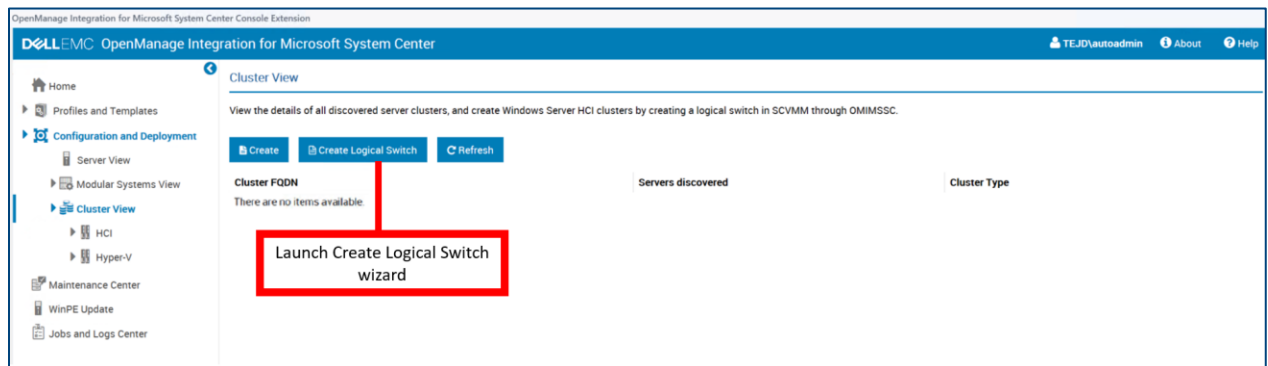 OpenManage Integration for Microsoft System Center Console Extension
DELLEMC OpenManage Integration for Microsoft System Center
TEJD\autoadmin About Help
Home
Profiles and Templates
Configuration and Deployment
Server View
Modular Systems View
Cluster View
HCI
Hyper-V
Maintenance Center
WinPE Update
Jobs and Logs Center
Cluster View
View the details of all discovered server clusters, and create Windows Server HCI clusters by creating a logical switch in SCVMM through OMIMSSC.
Create Create Logical Switch Refresh
Cluster FQDN Servers discovered Cluster Type
There are no items available.
Launch Create Logical Switch
wizard